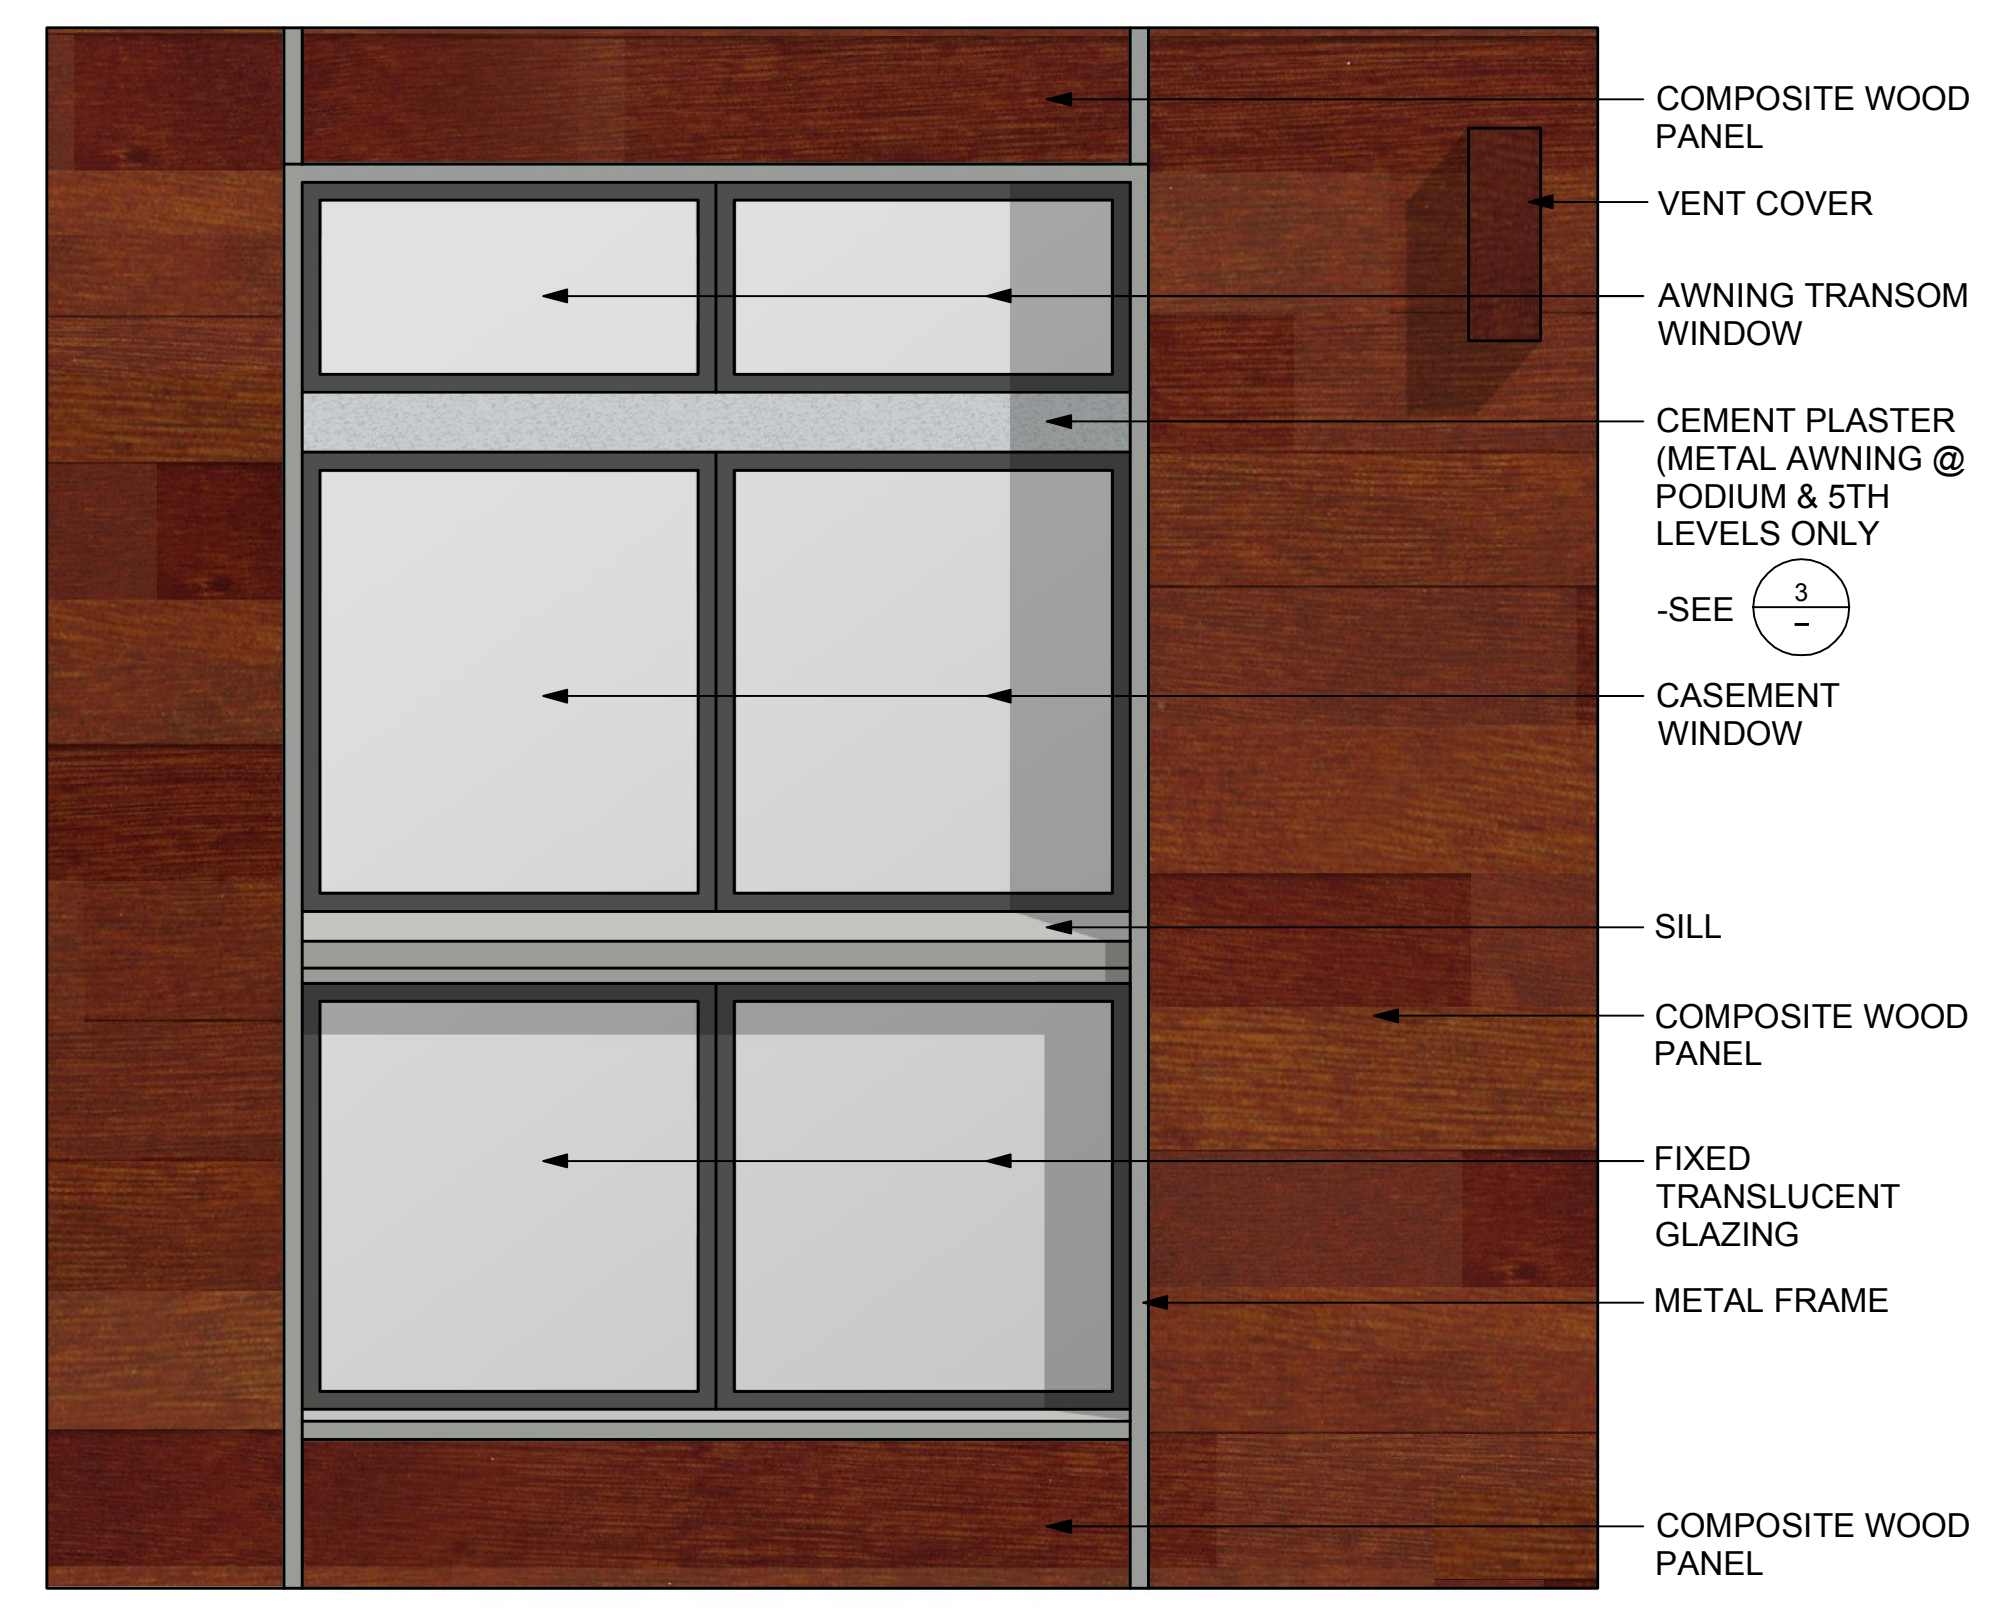 COMPOSITE WOOD
PANEL
VENT COVER
AWNING TRANSOM
WINDOW
CEMENT PLASTER
(METAL AWNING @
PODIUM & 5TH
LEVELS ONLY
-SEE 3
–
CASEMENT
WINDOW
SILL
COMPOSITE WOOD
PANEL
FIXED
TRANSLUCENT
GLAZING
METAL FRAME
COMPOSITE WOOD
PANEL